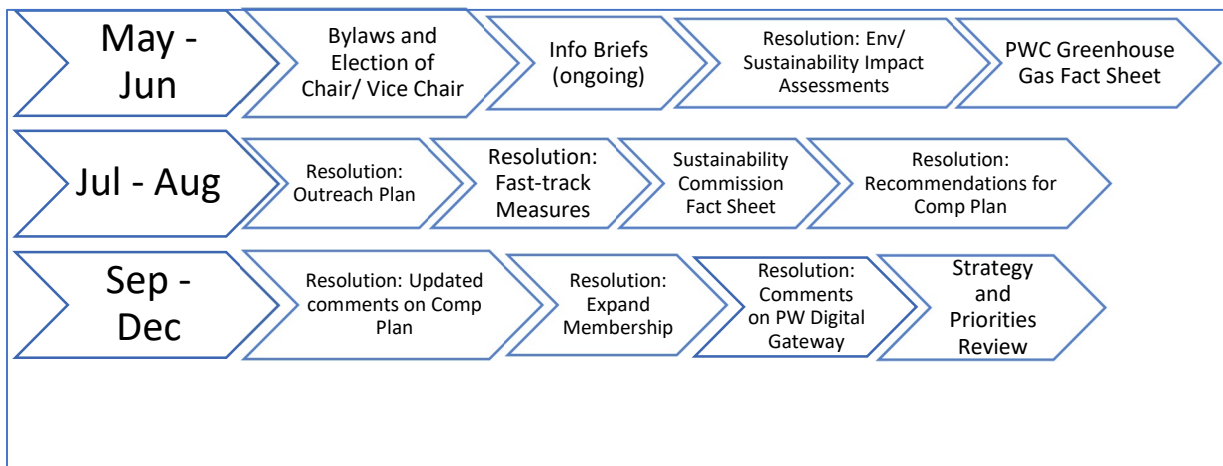 May -
Jun
Bylaws and
Election of
Chair/ Vice Chair
Info Briefs
(ongoing)
Resolution: Env/
Sustainability Impact
Assessments
PWC Greenhouse
Gas Fact Sheet
Jul - Aug
Resolution:
Outreach Plan
Resolution:
Fast-track
Measures
Sustainability
Commission
Fact Sheet
Resolution:
Recommendations for
Comp Plan
Sep -
Dec
Resolution: Updated
comments on Comp
Plan
Resolution:
Expand
Membership
Resolution:
Comments
on PW Digital
Gateway
Strategy
and
Priorities
Review